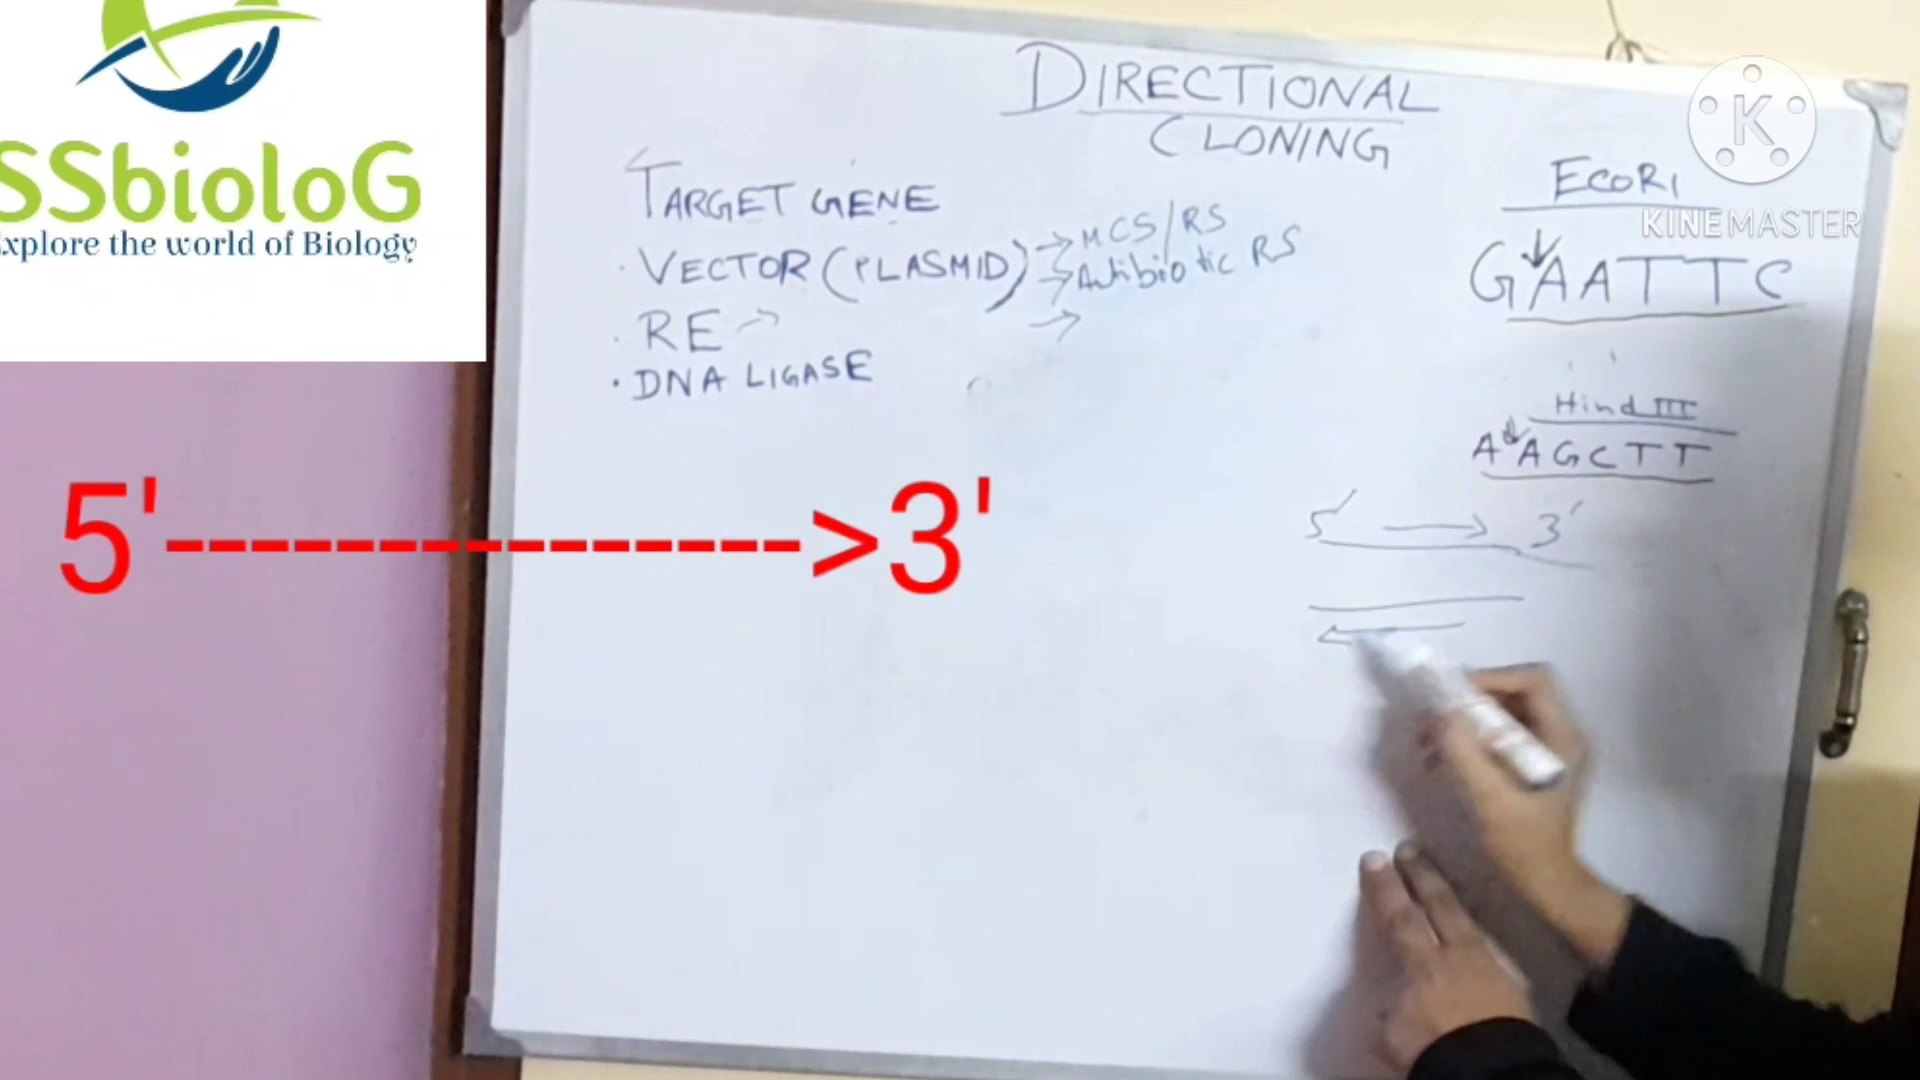 SSbioloG
Explore the world of Biology
DIRECTIONAL
CLONING
TARGET GENE
· VECTOR (PLASMID) → MCS/RS
→ Antibiotic RS
· RE →
→
· DNA LIGASE
ECORI
G↓AATTC
Hind III
A↓AGCTT
5' → 3'
←
5'--------------->3'
K
KINEMASTER